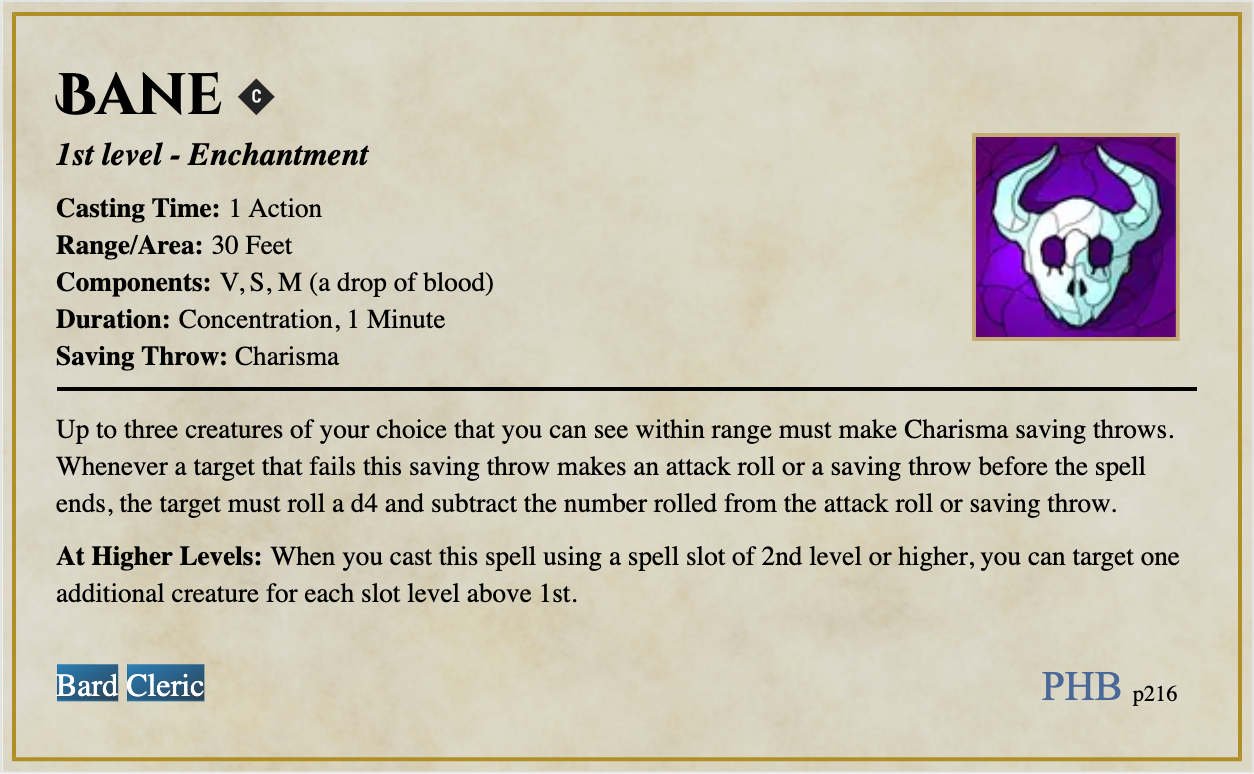 BANE C
1st level - Enchantment
Casting Time: 1 Action
Range/Area: 30 Feet
Components: V, S, M (a drop of blood)
Duration: Concentration, 1 Minute
Saving Throw: Charisma
Up to three creatures of your choice that you can see within range must make Charisma saving throws.
Whenever a target that fails this saving throw makes an attack roll or a saving throw before the spell
ends, the target must roll a d4 and subtract the number rolled from the attack roll or saving throw.
At Higher Levels: When you cast this spell using a spell slot of 2nd level or higher, you can target one
additional creature for each slot level above 1st.
Bard Cleric
PHB p216